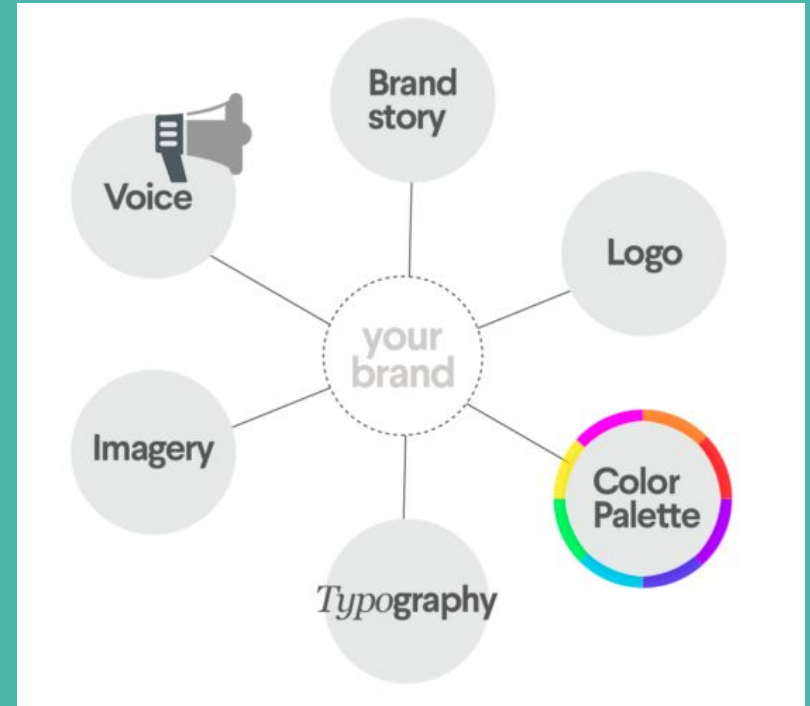 Brand
story
Voice
Logo
your
brand
Imagery
Color
Palette
Typography